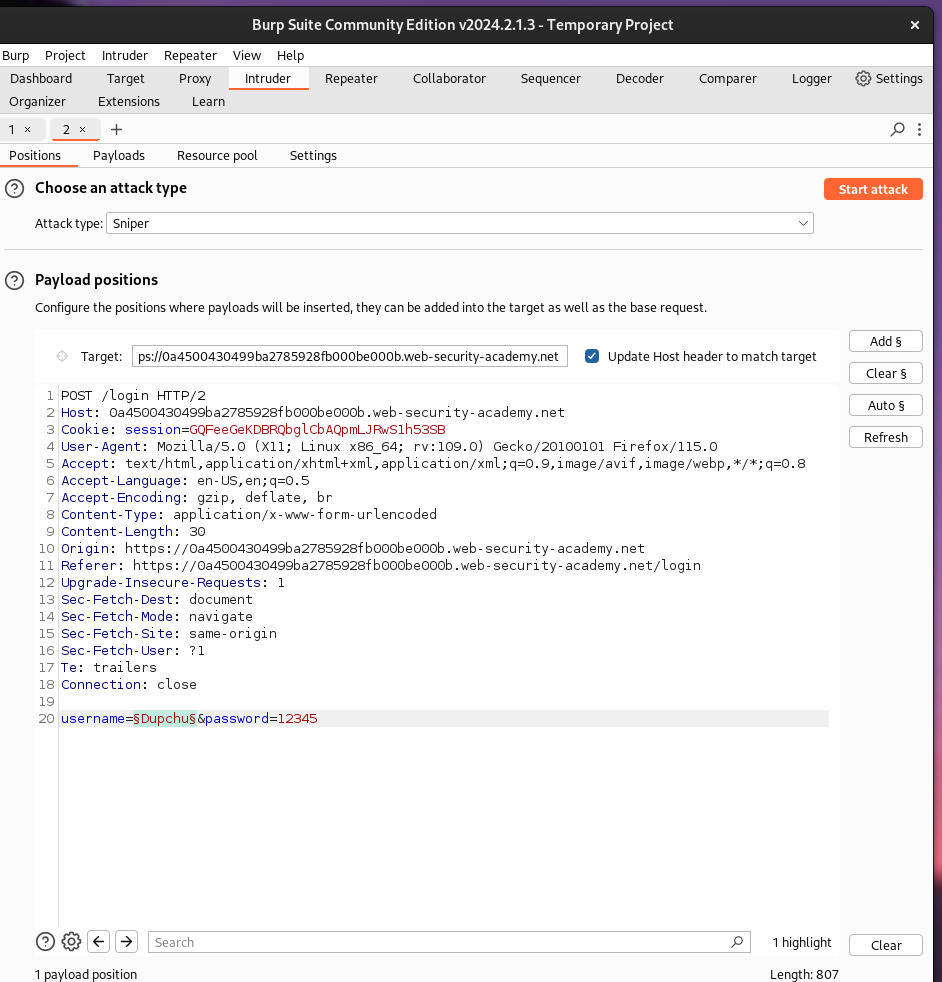 Burp Suite Community Edition v2024.2.1.3 - Temporary Project
Burp Project Intruder Repeater View Help
Dashboard Target Proxy Intruder Repeater Collaborator Sequencer Decoder Comparer Logger Settings
Organizer Extensions Learn
1 × 2 × +
Positions Payloads Resource pool Settings
Choose an attack type
Start attack
Attack type: Sniper
Payload positions
Configure the positions where payloads will be inserted, they can be added into the target as well as the base request.
Target: ps://0a4500430499ba2785928fb000be000b.web-security-academy.net Update Host header to match target
Add §
Clear §
Auto §
Refresh
1 POST /login HTTP/2
2 Host: 0a4500430499ba2785928fb000be000b.web-security-academy.net
3 Cookie: session=GQFeeGeKDBRQbglCbAQpmLJRwS1h53SB
4 User-Agent: Mozilla/5.0 (X11; Linux x86_64; rv:109.0) Gecko/20100101 Firefox/115.0
5 Accept: text/html,application/xhtml+xml,application/xml;q=0.9,image/avif,image/webp,*/*;q=0.8
6 Accept-Language: en-US,en;q=0.5
7 Accept-Encoding: gzip, deflate, br
8 Content-Type: application/x-www-form-urlencoded
9 Content-Length: 30
10 Origin: https://0a4500430499ba2785928fb000be000b.web-security-academy.net
11 Referer: https://0a4500430499ba2785928fb000be000b.web-security-academy.net/login
12 Upgrade-Insecure-Requests: 1
13 Sec-Fetch-Dest: document
14 Sec-Fetch-Mode: navigate
15 Sec-Fetch-Site: same-origin
16 Sec-Fetch-User: ?1
17 Te: trailers
18 Connection: close
19
20 username=§Dupchu§&password=12345
Search
1 highlight
Clear
1 payload position
Length: 807